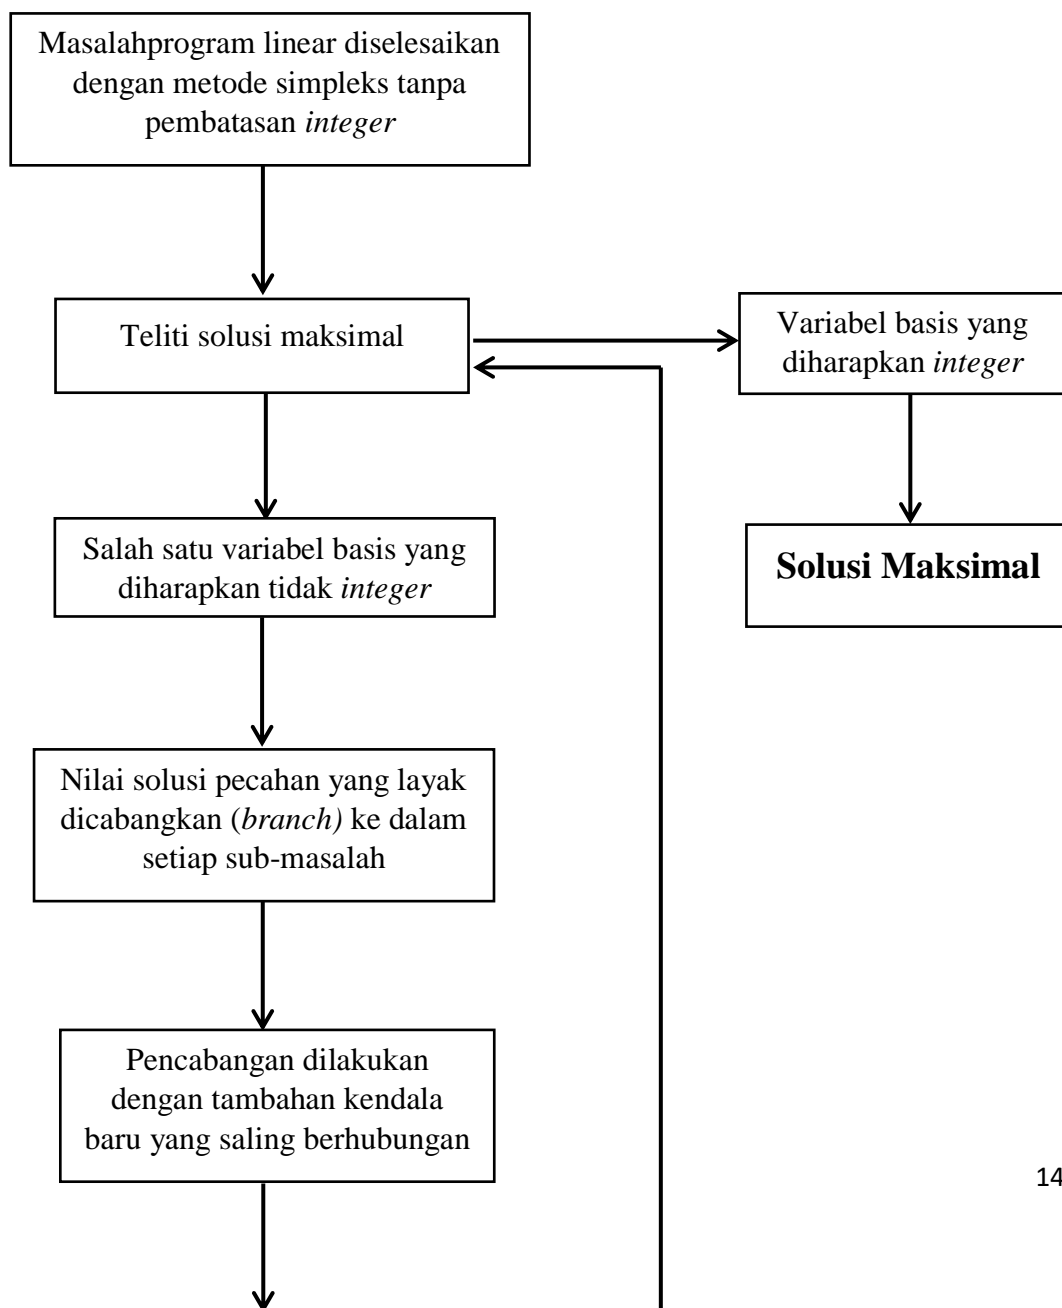 Masalahprogram linear diselesaikan
dengan metode simpleks tanpa
pembatasan integer
Teliti solusi maksimal
Variabel basis yang
diharapkan integer
Salah satu variabel basis yang
diharapkan tidak integer
Solusi Maksimal
Nilai solusi pecahan yang layak
dicabangkan (branch) ke dalam
setiap sub-masalah
Pencabangan dilakukan
dengan tambahan kendala
baru yang saling berhubungan
14